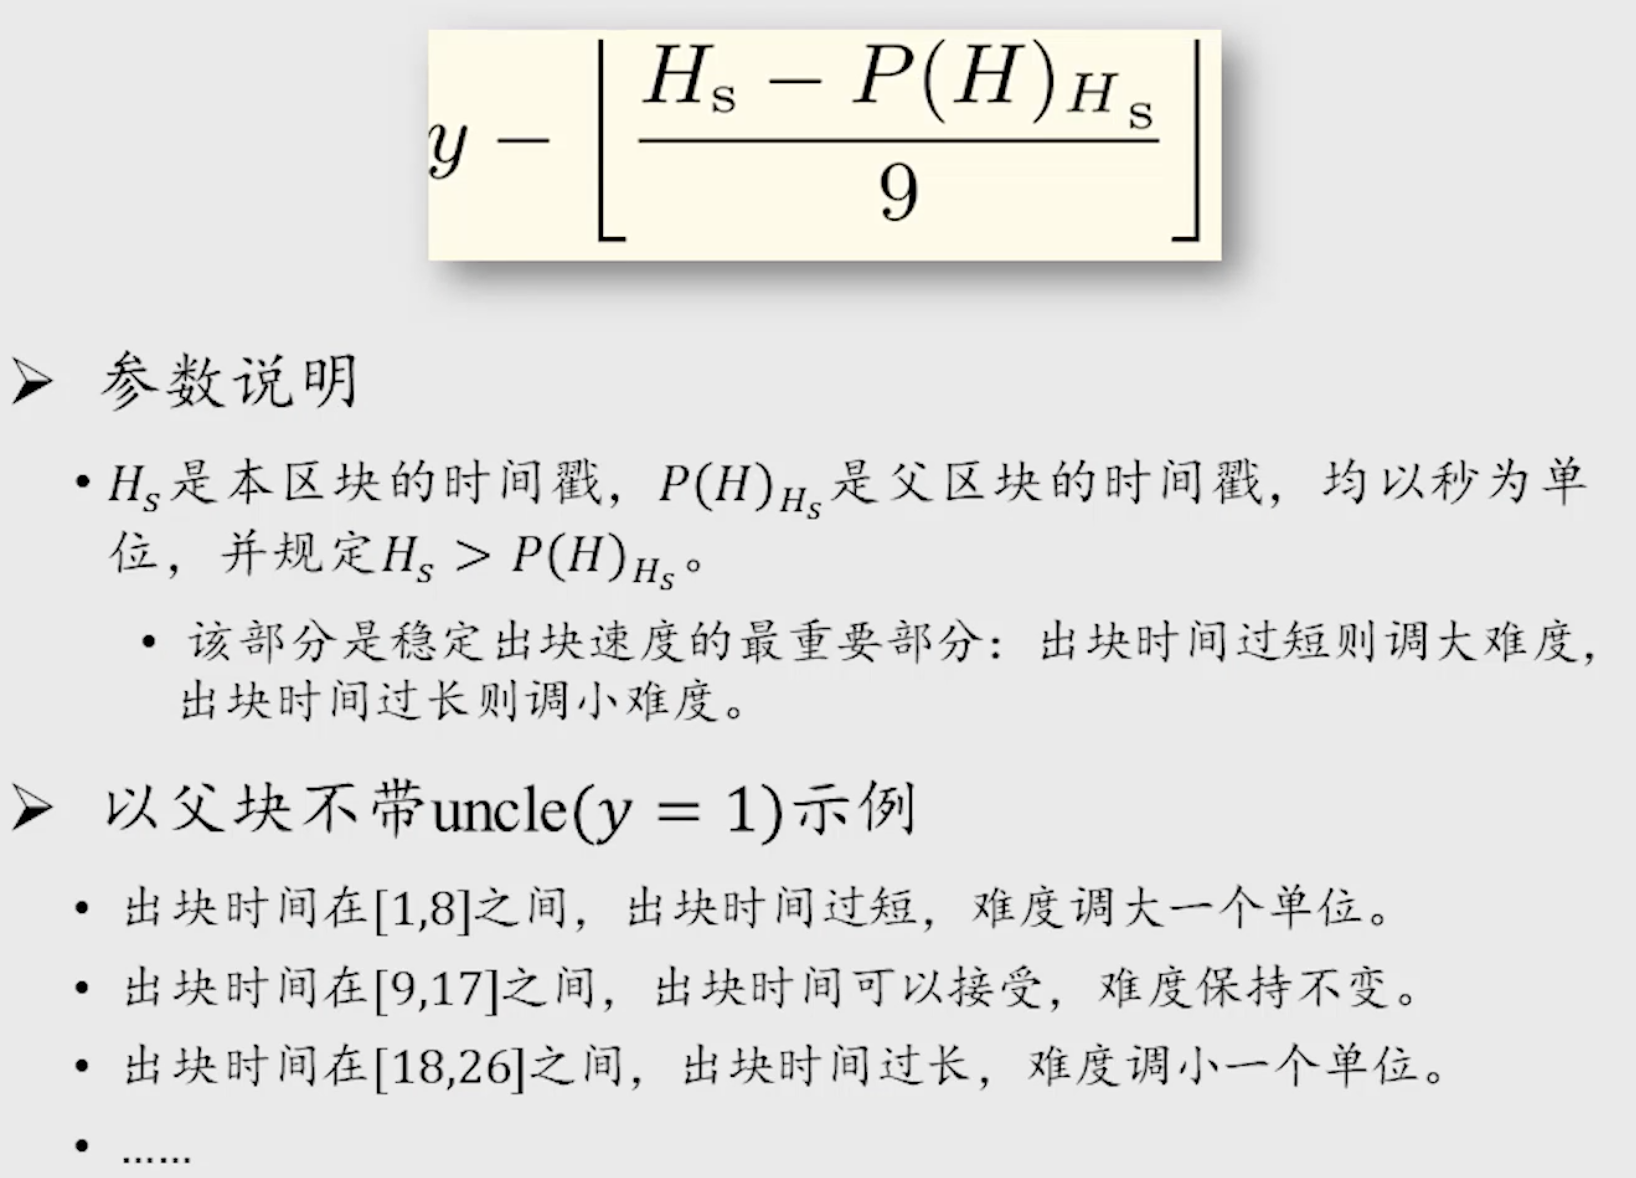 y − ⌊(H_s − P(H)_{H_s}) / 9⌋
➢ 参数说明
• H_s是本区块的时间戳，P(H)_{H_s}是父区块的时间戳，均以秒为单
位，并规定H_s > P(H)_{H_s}。
• 该部分是稳定出块速度的最重要部分：出块时间过短则调大难度，
出块时间过长则调小难度。
➢ 以父块不带uncle(y = 1)示例
• 出块时间在[1,8]之间，出块时间过短，难度调大一个单位。
• 出块时间在[9,17]之间，出块时间可以接受，难度保持不变。
• 出块时间在[18,26]之间，出块时间过长，难度调小一个单位。
• ……